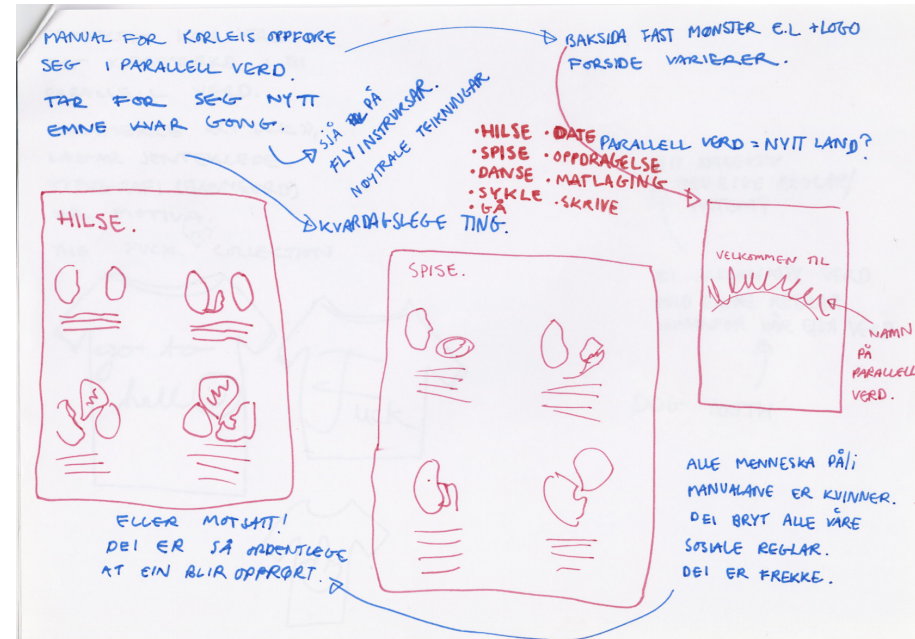 MANUAL FOR KORLEIS OPPFØRE
SEG I PARALLELL VERD.
TAR FOR SEG NYTT
EMNE KVAR GONG.
SJÅ PÅ
FLYINSTRUKSAR.
NØYTRALE TEIKNINGAR
KVARDAGSLEGE TING.
BAKSIDA FAST MØNSTER E.L +LOGO
FORSIDE VARIERER.
•HILSE •DATE
•SPISE •OPPDRAGELSE
•DANSE •MATLAGING
•SYKLE •SKRIVE
•GÅ
PARALLELL VERD = NYTT LAND?
HILSE.
SPISE.
VELKOMMEN TIL
NAMN
PÅ
PARALLELL
VERD.
ALLE MENNESKA PÅ/I
MANUALANE ER KVINNER.
DEI BRYT ALLE VÅRE
SOSIALE REGLAR.
DEI ER FREKKE.
ELLER MOTSATT!
DEI ER SÅ ORDENTLEGE
AT EIN BLIR OPPRØRT.